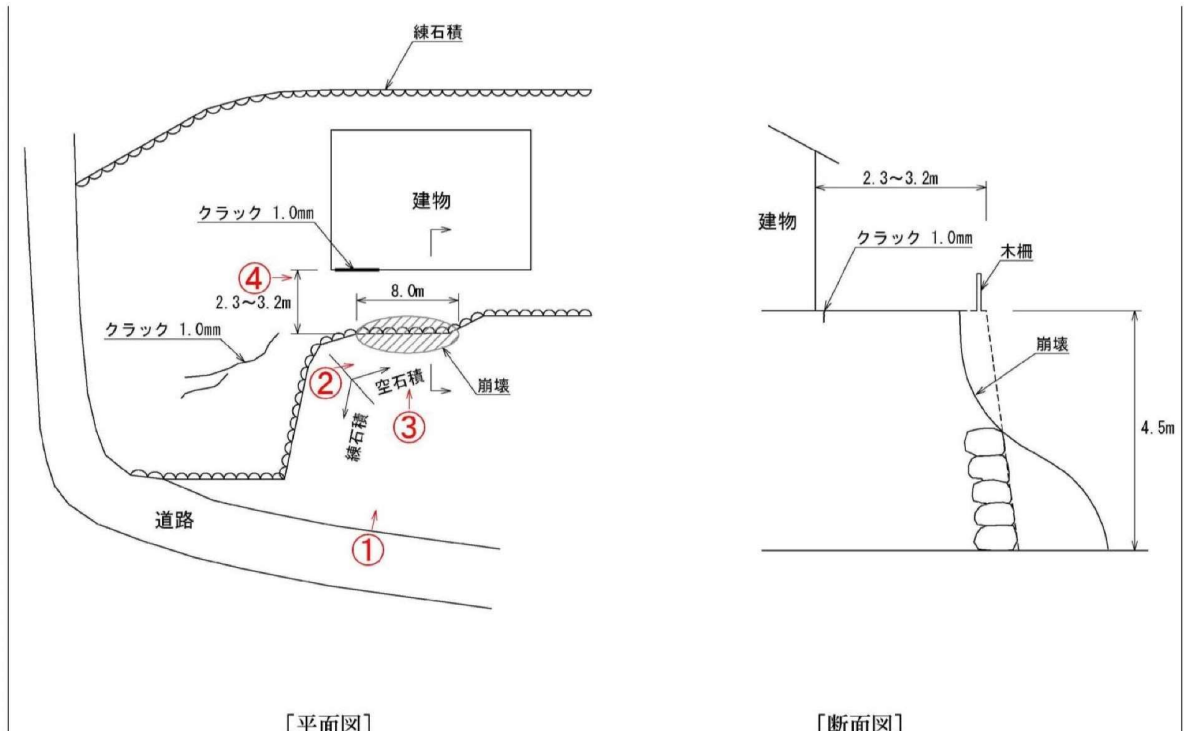 練石積
建物
クラック 1.0mm
④
2.3～3.2m
8.0m
クラック 1.0mm
②
空石積
崩壊
③
練石積
道路
①
[平面図]
2.3～3.2m
建物
クラック 1.0mm
木柵
崩壊
4.5m
[断面図]